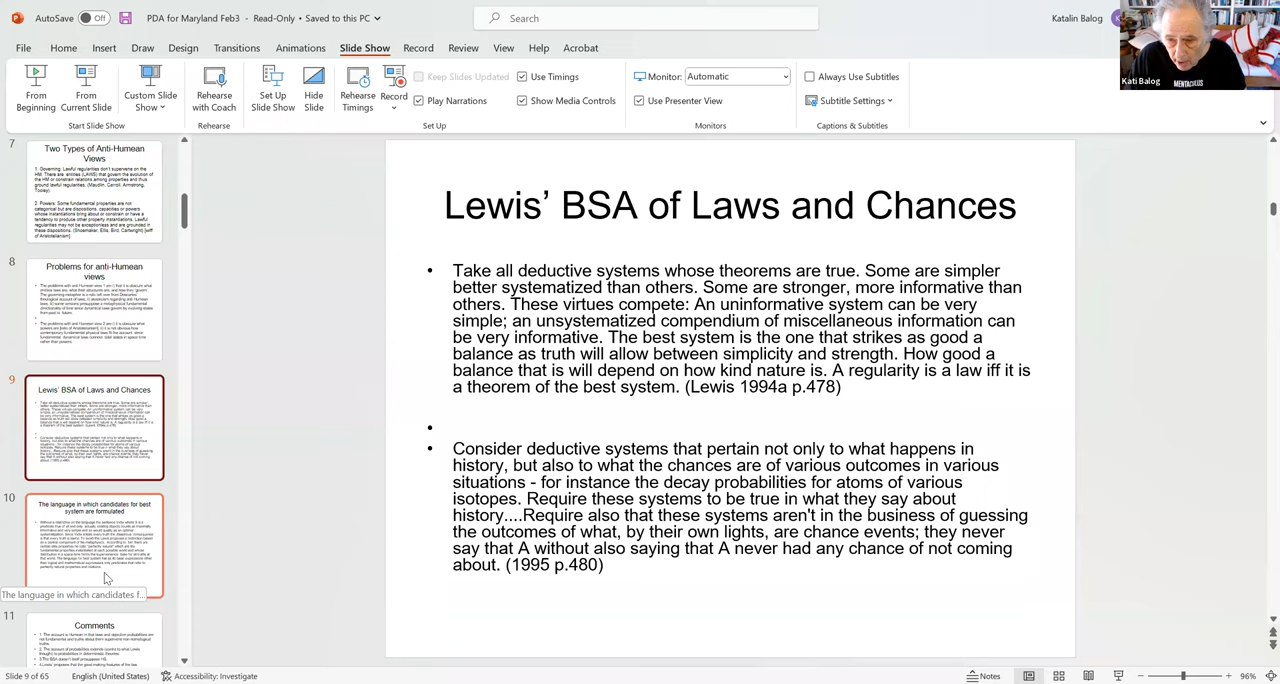 AutoSave
Off
PDA for Maryland Feb3 - Read-Only • Saved to this PC
Search
Katalin Balog
File
Home
Insert
Draw
Design
Transitions
Animations
Slide Show
Record
Review
View
Help
Acrobat
From
Beginning
From
Current Slide
Custom Slide
Show
Rehearse
with Coach
Set Up
Slide Show
Hide
Slide
Rehearse
Timings
Record
Keep Slides Updated
Use Timings
Play Narrations
Show Media Controls
Monitor:
Automatic
Use Presenter View
Always Use Subtitles
Subtitle Settings
Start Slide Show
Rehearse
Set Up
Monitors
Captions & Subtitles
Kati Balog
MENTACULUS
7
Two Types of Anti-Humean
Views
8
Problems for anti-Humean
views
9
Lewis' BSA of Laws and Chances
10
The language in which candidates for best
system are formulated
The language in which candidates f...
11
Comments
Lewis' BSA of Laws and Chances
• Take all deductive systems whose theorems are true. Some are simpler
better systematized than others. Some are stronger, more informative than
others. These virtues compete: An uninformative system can be very
simple; an unsystematized compendium of miscellaneous information can
be very informative. The best system is the one that strikes as good a
balance as truth will allow between simplicity and strength. How good a
balance that is will depend on how kind nature is. A regularity is a law iff it is
a theorem of the best system. (Lewis 1994a p.478)
•
• Consider deductive systems that pertain not only to what happens in
history, but also to what the chances are of various outcomes in various
situations - for instance the decay probabilities for atoms of various
isotopes. Require these systems to be true in what they say about
history. Require also that these systems aren't in the business of guessing
the outcomes of what, by their own lights, are chance events; they never
say that A without also saying that A never had any chance of not coming
about. (1995 p.480)
Slide 9 of 65
English (United States)
Accessibility: Investigate
Notes
96%